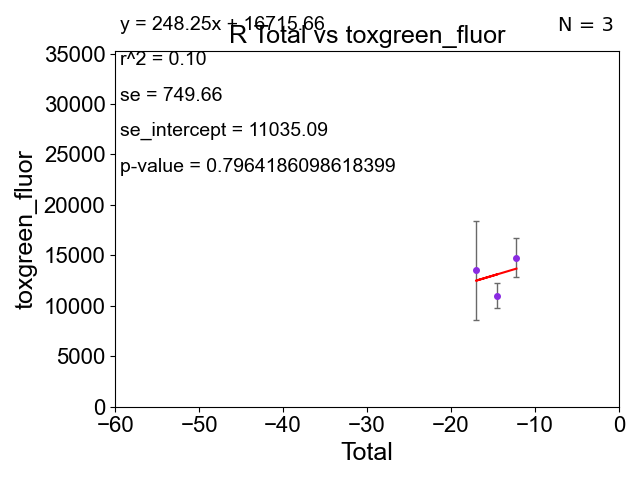 y = 248.25x + 16715.66
N = 3
R Total vs toxgreen_fluor
r^2 = 0.10
se = 749.66
se_intercept = 11035.09
p-value = 0.7964186098618399
toxgreen_fluor
35000
30000
25000
20000
15000
10000
5000
0
−60 −50 −40 −30 −20 −10 0
Total